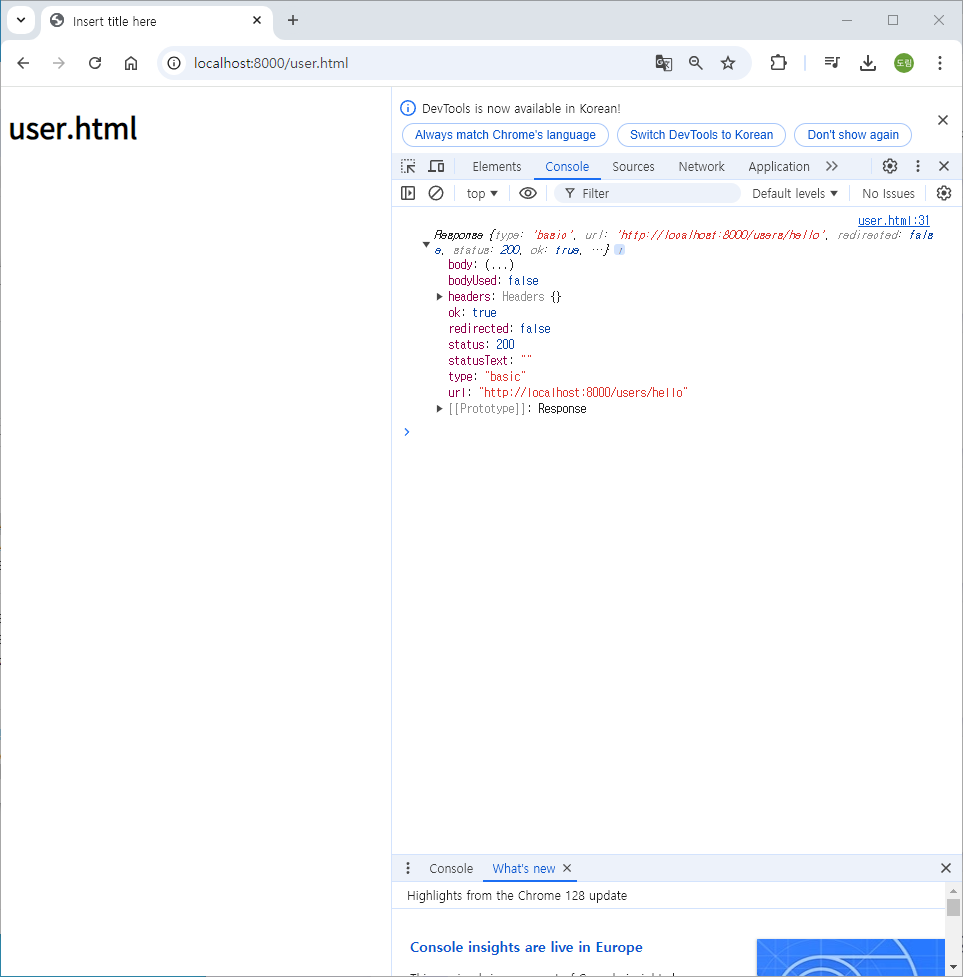 Insert title here
localhost:8000/user.html
도림
user.html
DevTools is now available in Korean!
Always match Chrome's language Switch DevTools to Korean Don't show again
Elements Console Sources Network Application
top Filter Default levels No Issues
user.html:31
Response {type: 'basic', url: 'http://localhost:8000/users/hello', redirected: fals
e, status: 200, ok: true, …} i
body: (...)
bodyUsed: false
headers: Headers {}
ok: true
redirected: false
status: 200
statusText: ""
type: "basic"
url: "http://localhost:8000/users/hello"
[[Prototype]]: Response
Console What's new
Highlights from the Chrome 128 update
Console insights are live in Europe